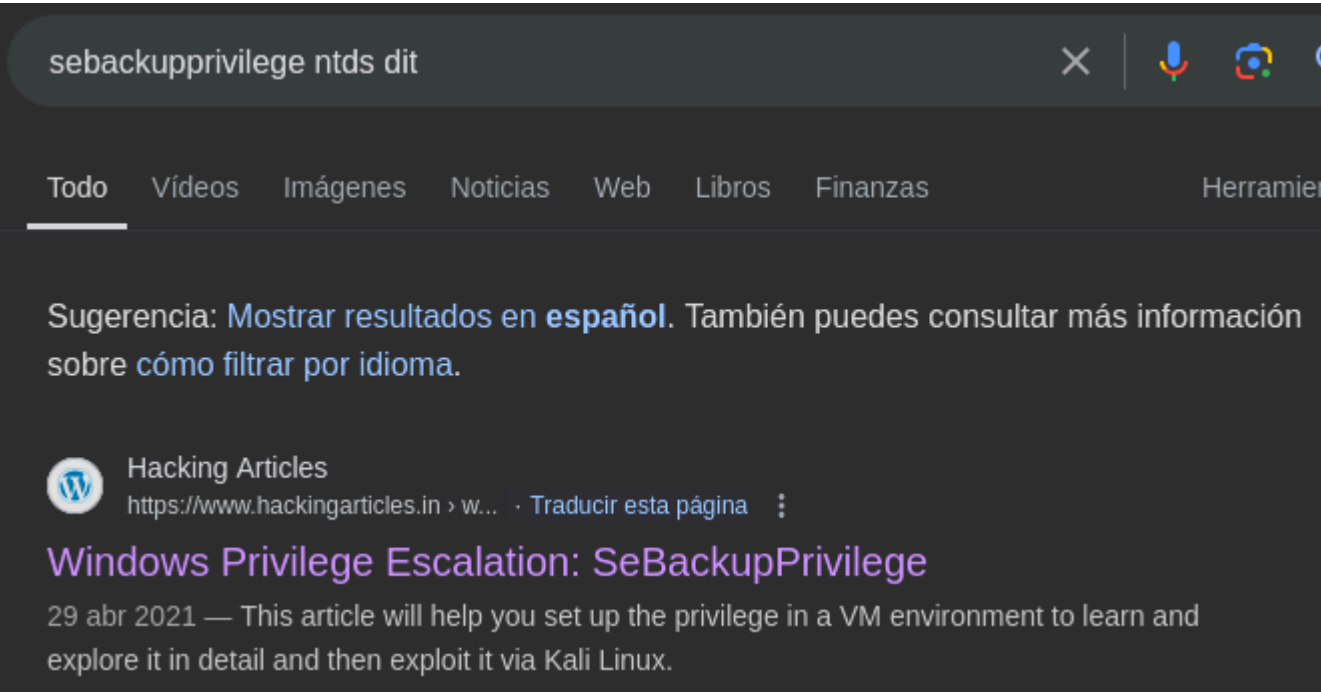 sebackupprivilege ntds dit
Todo Vídeos Imágenes Noticias Web Libros Finanzas Herramie
Sugerencia: Mostrar resultados en español. También puedes consultar más información
sobre cómo filtrar por idioma.
Hacking Articles
https://www.hackingarticles.in › w... · Traducir esta página
Windows Privilege Escalation: SeBackupPrivilege
29 abr 2021 — This article will help you set up the privilege in a VM environment to learn and
explore it in detail and then exploit it via Kali Linux.